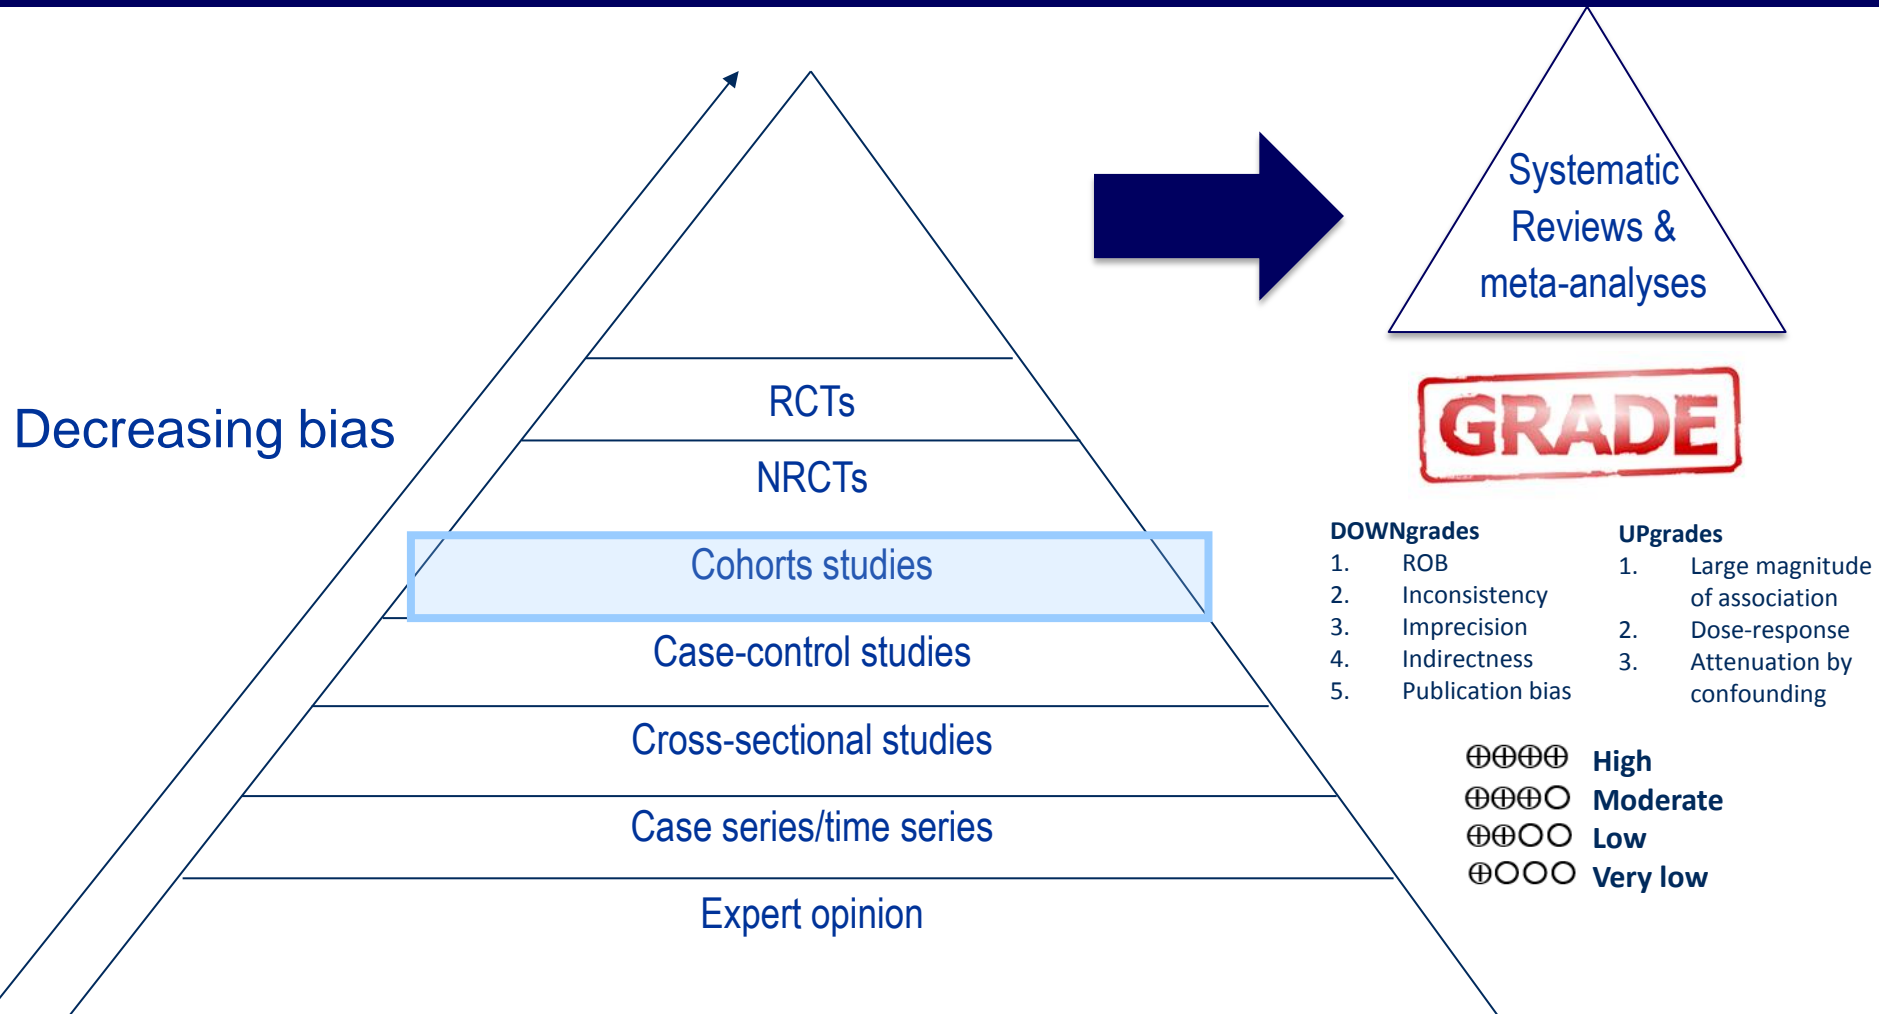 Decreasing bias
RCTs
NRCTs
Cohorts studies
Case-control studies
Cross-sectional studies
Case series/time series
Expert opinion
Systematic
Reviews &
meta-analyses
GRADE
DOWNgrades
1. ROB
2. Inconsistency
3. Imprecision
4. Indirectness
5. Publication bias
UPgrades
1. Large magnitude
of association
2. Dose-response
3. Attenuation by
confounding
⊕⊕⊕⊕ High
⊕⊕⊕O Moderate
⊕⊕OO Low
⊕OOO Very low